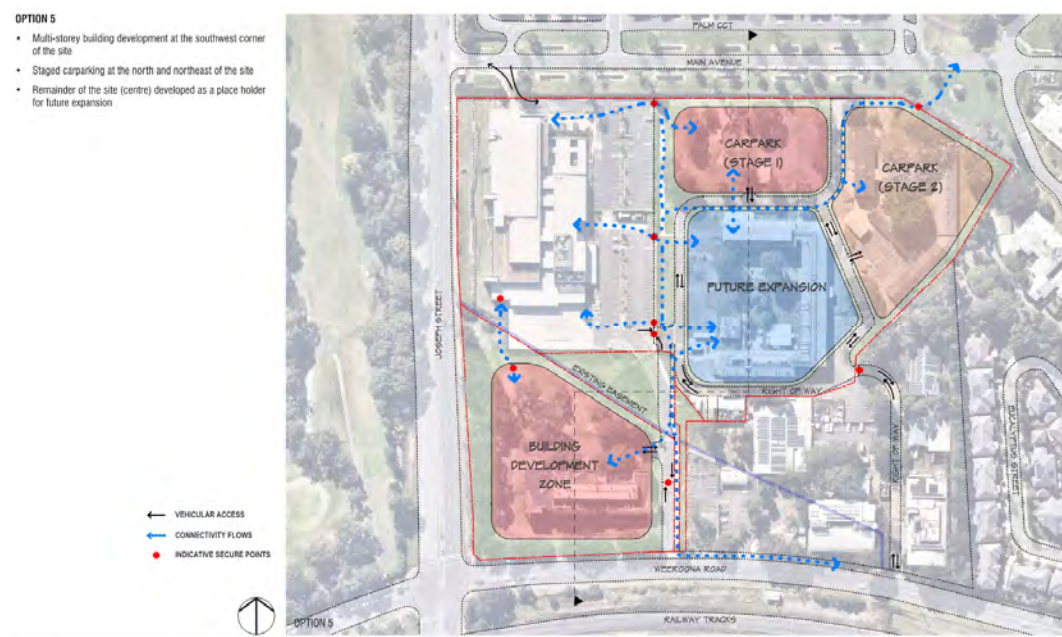 OPTION 5
• Multi-storey building development at the southwest corner
of the site
• Staged carparking at the north and northeast of the site
• Remainder of the site (centre) developed as a place holder
for future expansion
VEHICULAR ACCESS
CONNECTIVITY FLOWS
INDICATIVE SECURE POINTS
OPTION 5
PALM CCT
MAIN AVENUE
CARPARK
(STAGE 1)
CARPARK
(STAGE 2)
FUTURE EXPANSION
JOSEPH STREET
EXISTING EASEMENT
RIGHT OF WAY
BUILDING
DEVELOPMENT
ZONE
RIGHT OF WAY
EUCALYPTUS STREET
WEEROONA ROAD
RAILWAY TRACKS